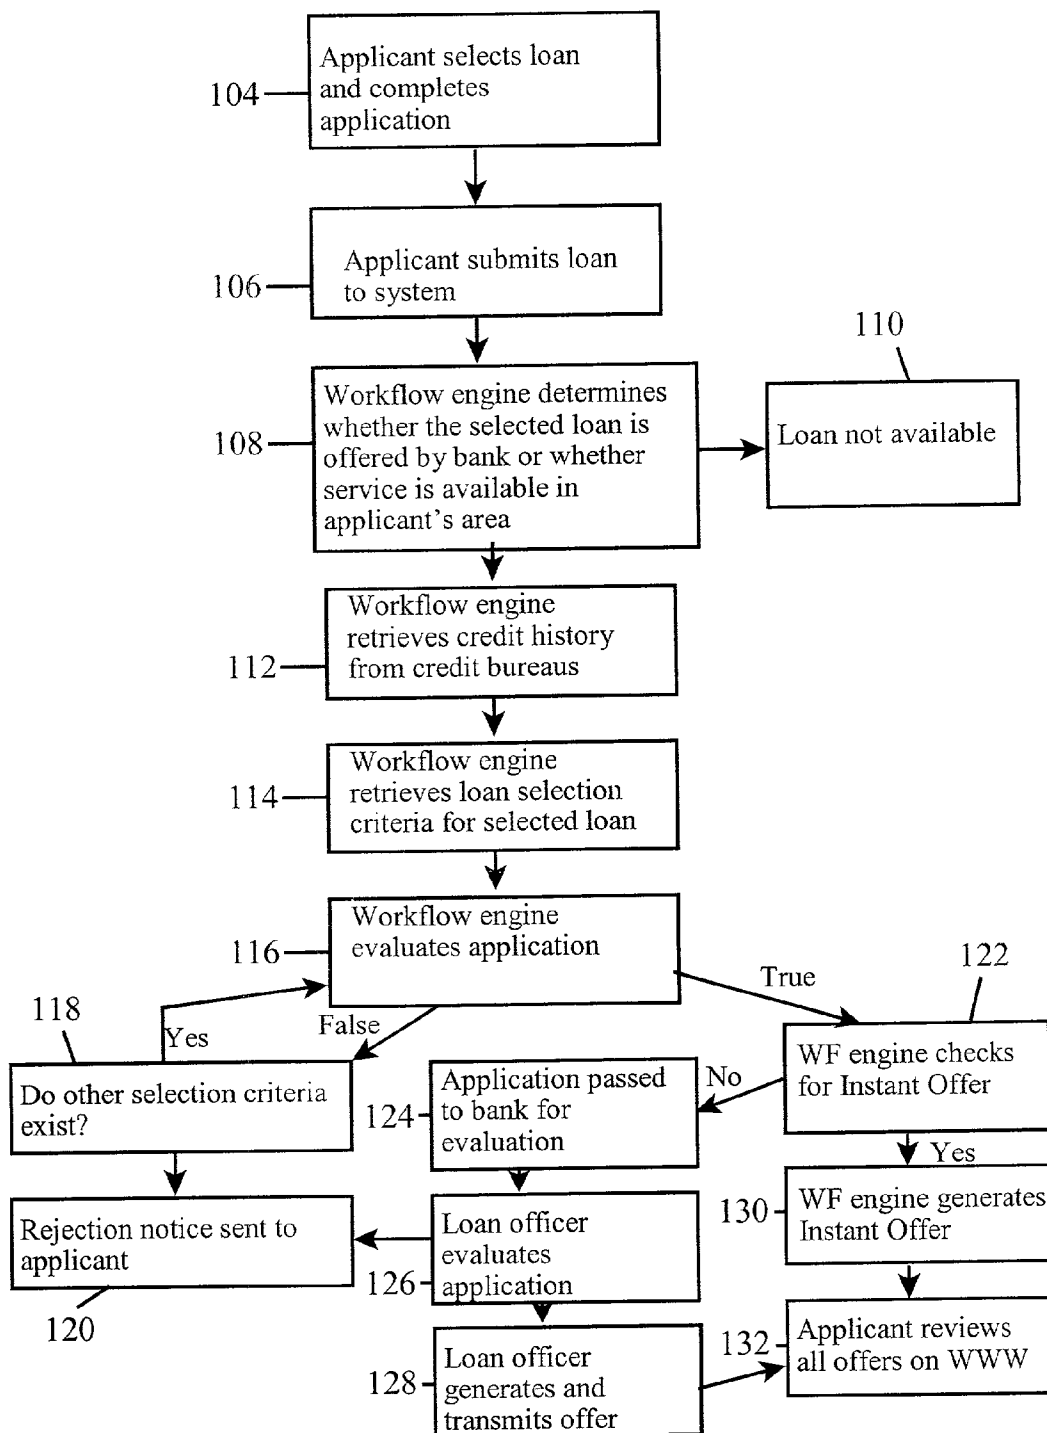 Applicant selects loan
and completes
application
104
Applicant submits loan
to system
106
110
Workflow engine determines
whether the selected loan is
offered by bank or whether
service is available in
applicant's area
108
Loan not available
Workflow engine
retrieves credit history
from credit bureaus
112
Workflow engine
retrieves loan selection
criteria for selected loan
114
Workflow engine
evaluates application
116
True
122
118
Yes
False
Do other selection criteria
exist?
No
WF engine checks
for Instant Offer
Application passed
to bank for
evaluation
124
Yes
Rejection notice sent to
applicant
120
Loan officer
evaluates
application
126
WF engine generates
Instant Offer
130
Loan officer
generates and
transmits offer
128
Applicant reviews
all offers on WWW
132